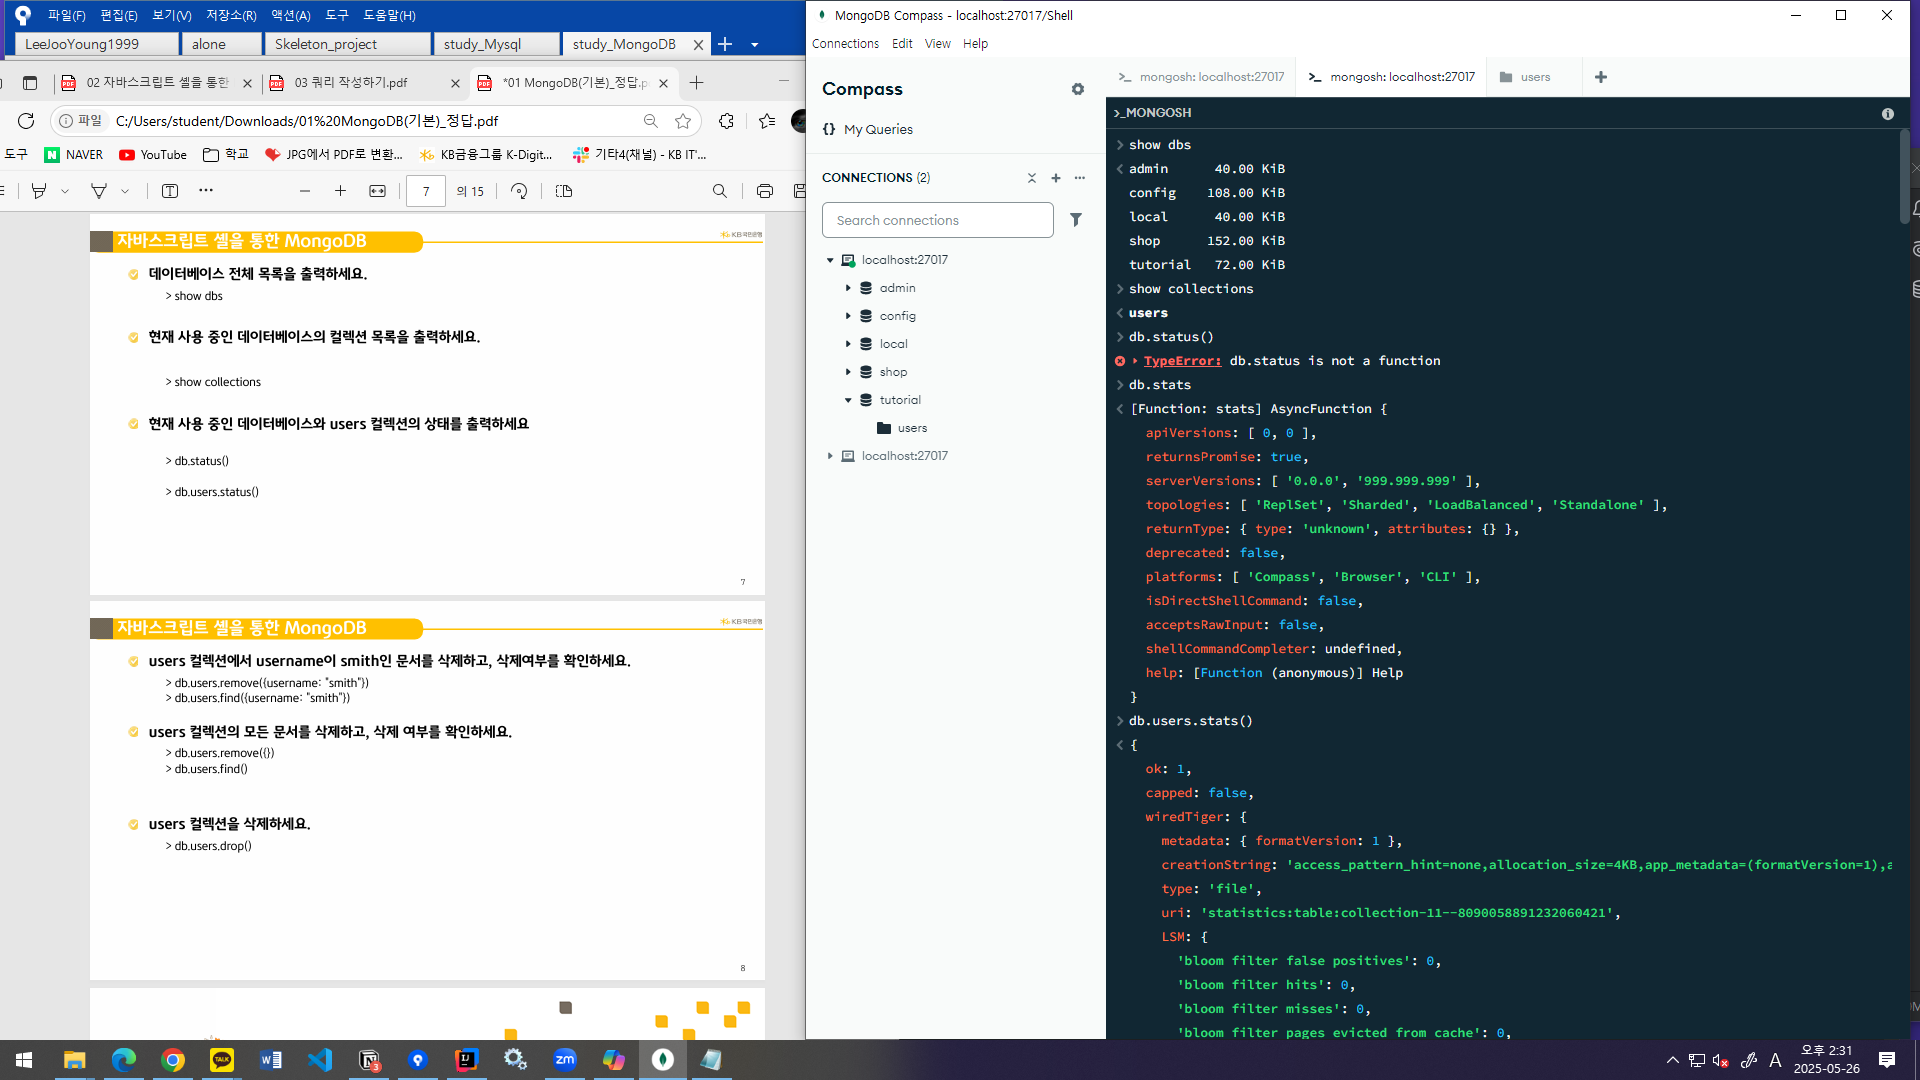 파일(F) 편집(E) 보기(V) 저장소(R) 액션(A) 도구 도움말(H)
LeeJooYoung1999 alone Skeleton_project study_Mysql study_MongoDB
02 자바스크립트 셸을 통한 03 쿼리 작성하기.pdf *01 MongoDB(기본)_정답.p
파일 C:/Users/student/Downloads/01%20MongoDB(기본)_정답.pdf
도구 NAVER YouTube 학교 JPG에서 PDF로 변환... KB금융그룹 K-Digit... 기타4(채널) - KB IT'...
7 의 15
자바스크립트 셸을 통한 MongoDB
KB국민은행
데이터베이스 전체 목록을 출력하세요.
> show dbs
현재 사용 중인 데이터베이스의 컬렉션 목록을 출력하세요.
> show collections
현재 사용 중인 데이터베이스와 users 컬렉션의 상태를 출력하세요
> db.status()
> db.users.status()
7
자바스크립트 셸을 통한 MongoDB
KB국민은행
users 컬렉션에서 username이 smith인 문서를 삭제하고, 삭제여부를 확인하세요.
> db.users.remove({username: "smith"})
> db.users.find({username: "smith"})
users 컬렉션의 모든 문서를 삭제하고, 삭제 여부를 확인하세요.
> db.users.remove({})
> db.users.find()
users 컬렉션을 삭제하세요.
> db.users.drop()
8
MongoDB Compass - localhost:27017/Shell
Connections Edit View Help
Compass
{} My Queries
CONNECTIONS (2)
Search connections
localhost:27017
admin
config
local
shop
tutorial
users
localhost:27017
mongosh: localhost:27017 mongosh: localhost:27017 users
>_MONGOSH
> show dbs
< admin 40.00 KiB
config 108.00 KiB
local 40.00 KiB
shop 152.00 KiB
tutorial 72.00 KiB
> show collections
< users
> db.status()
TypeError: db.status is not a function
> db.stats
< [Function: stats] AsyncFunction {
apiVersions: [ 0, 0 ],
returnsPromise: true,
serverVersions: [ '0.0.0', '999.999.999' ],
topologies: [ 'ReplSet', 'Sharded', 'LoadBalanced', 'Standalone' ],
returnType: { type: 'unknown', attributes: {} },
deprecated: false,
platforms: [ 'Compass', 'Browser', 'CLI' ],
isDirectShellCommand: false,
acceptsRawInput: false,
shellCommandCompleter: undefined,
help: [Function (anonymous)] Help
}
> db.users.stats()
< {
ok: 1,
capped: false,
wiredTiger: {
metadata: { formatVersion: 1 },
creationString: 'access_pattern_hint=none,allocation_size=4KB,app_metadata=(formatVersion=1),a
type: 'file',
uri: 'statistics:table:collection-11--8090058891232060421',
LSM: {
'bloom filter false positives': 0,
'bloom filter hits': 0,
'bloom filter misses': 0,
'bloom filter pages evicted from cache': 0,
TALK
3
zm
A
오후 2:31
2025-05-26